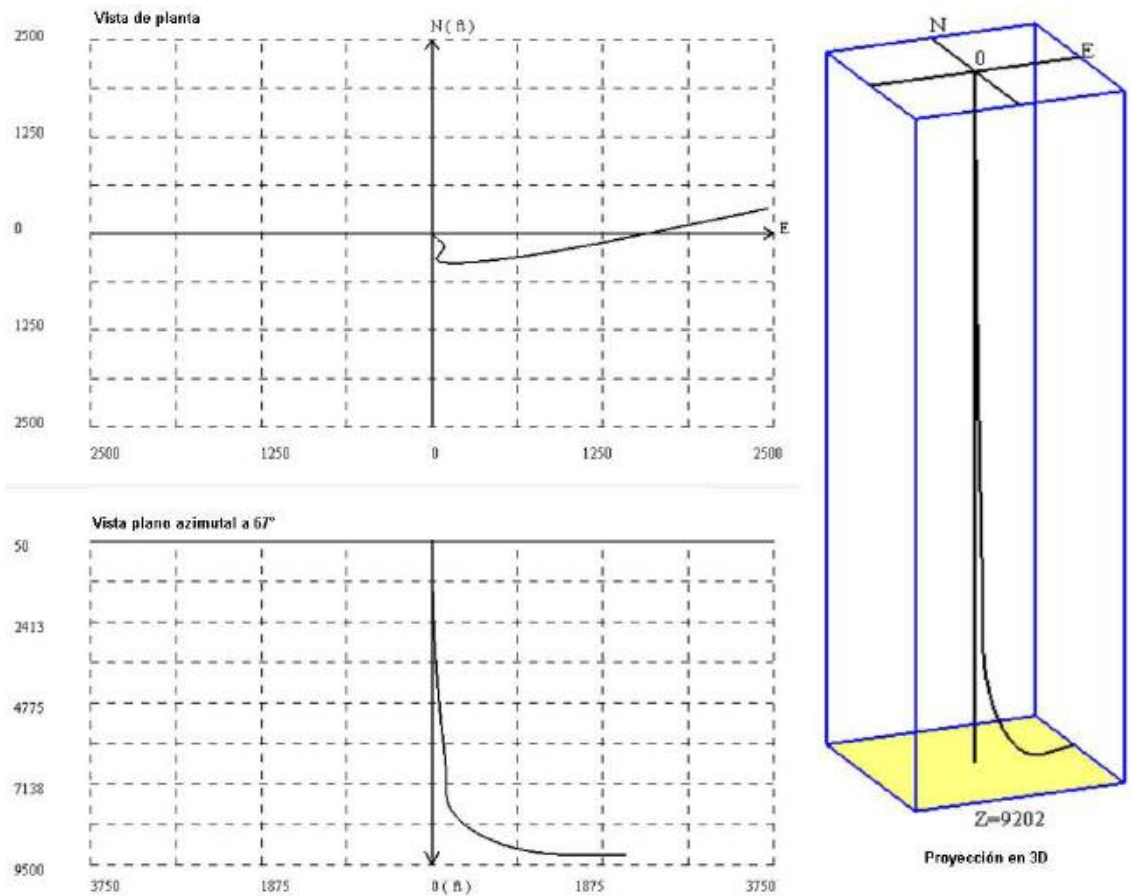 Vista de planta
N ( ft )
2500
1250
0
E
1250
2500
2500 1250 0 1250 2500
Vista plano azimutal a 67°
50
2413
4775
7138
9500
3750 1875 0 ( ft ) 1875 3750
N
E
0
Z=9202
Proyección en 3D